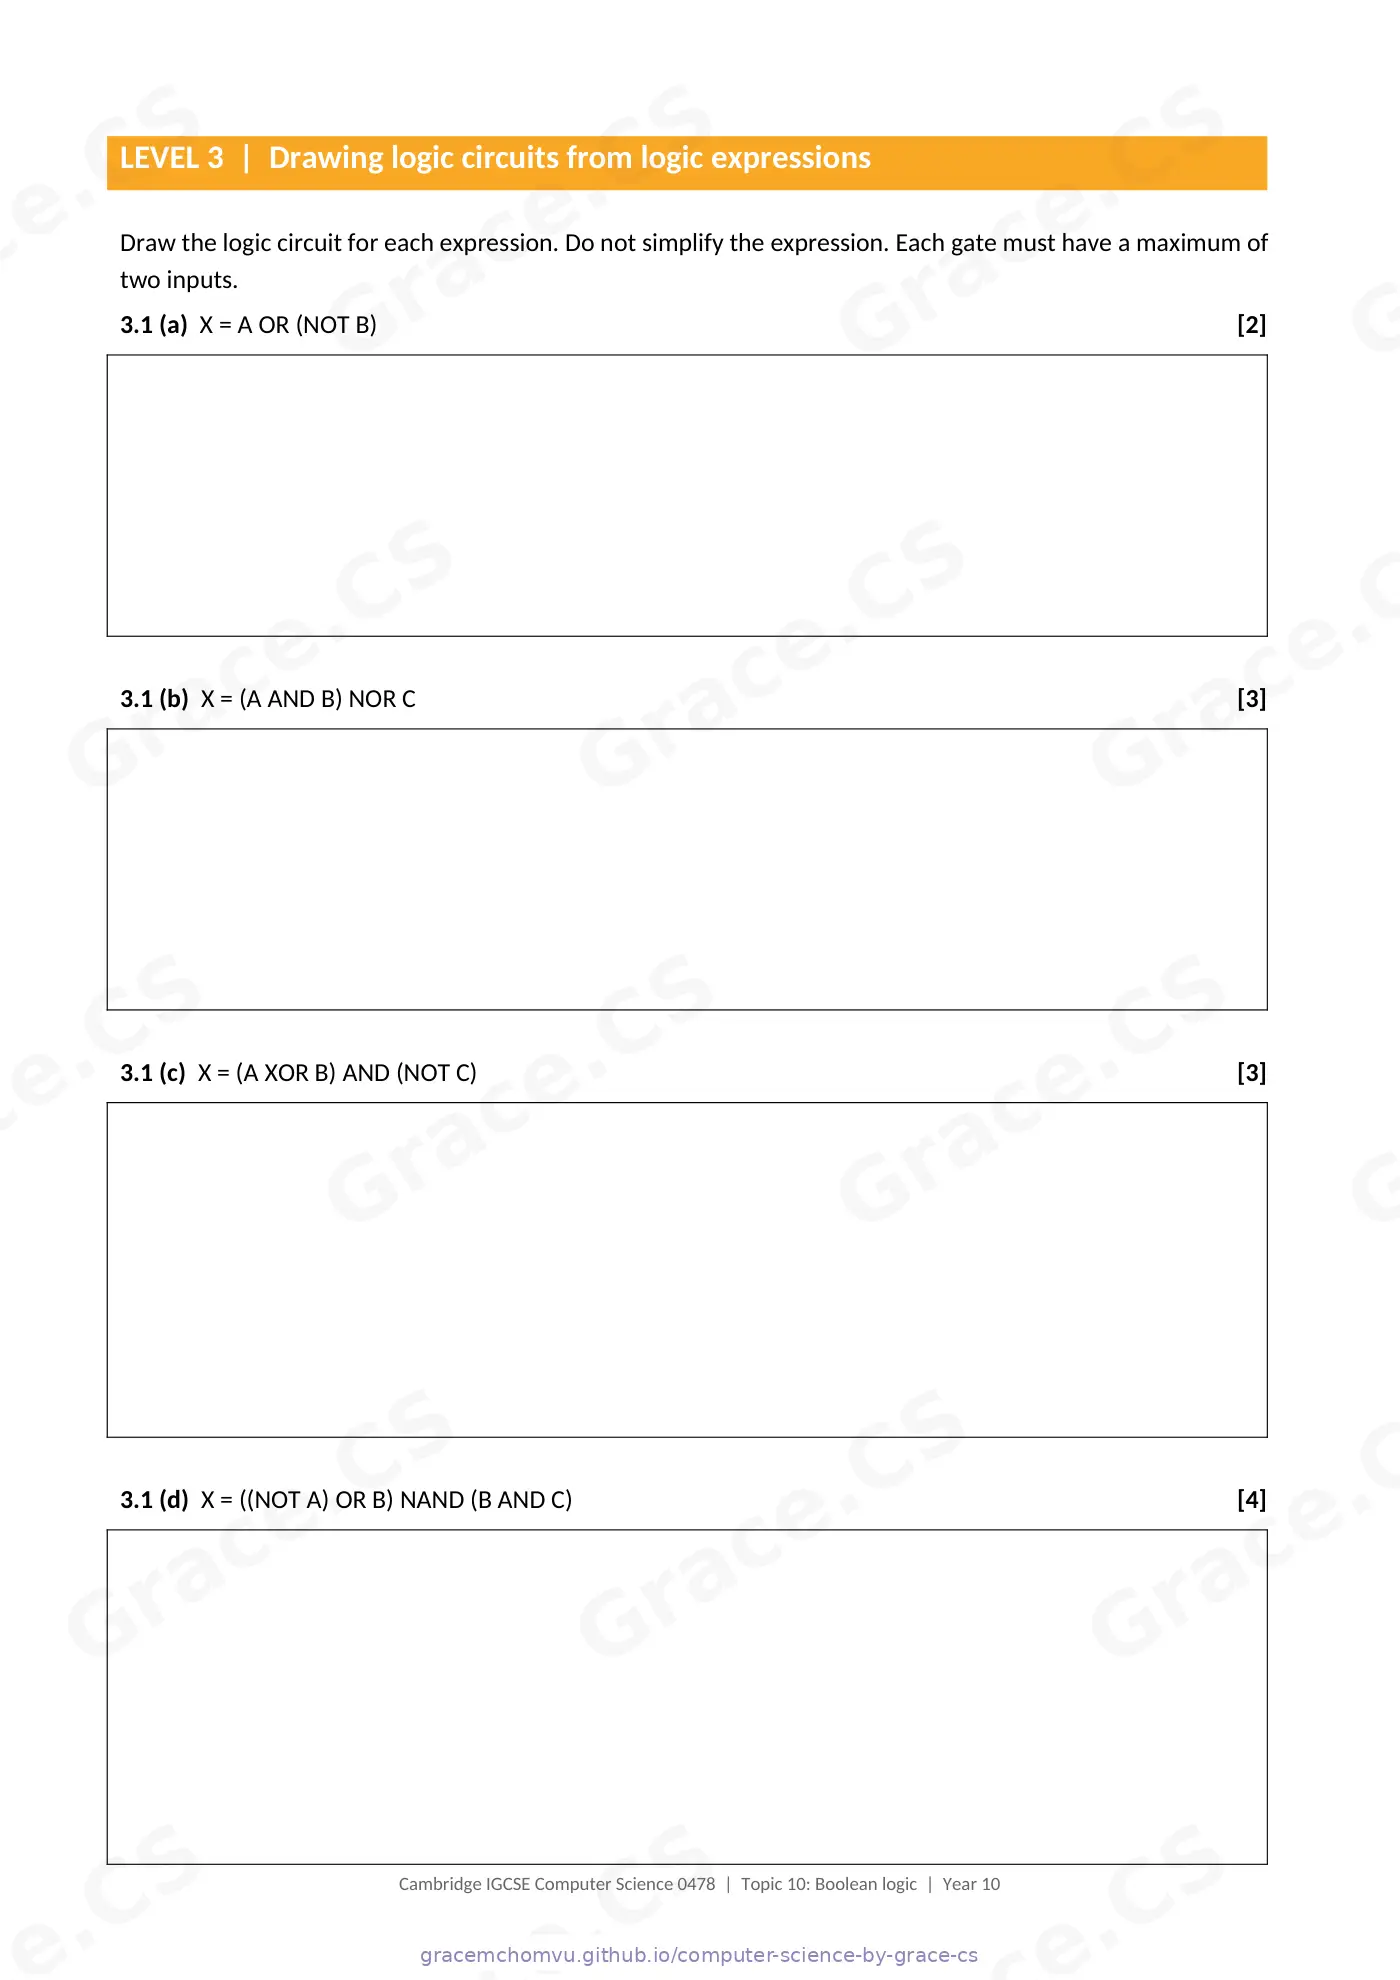 LEVEL 3 | Drawing logic circuits from logic expressions
Draw the logic circuit for each expression. Do not simplify the expression. Each gate must have a maximum of
two inputs.
3.1 (a) X = A OR (NOT B) [2]
3.1 (b) X = (A AND B) NOR C [3]
3.1 (c) X = (A XOR B) AND (NOT C) [3]
3.1 (d) X = ((NOT A) OR B) NAND (B AND C) [4]
Cambridge IGCSE Computer Science 0478 | Topic 10: Boolean logic | Year 10
gracemchomvu.github.io/computer-science-by-grace-cs
Grace.CS